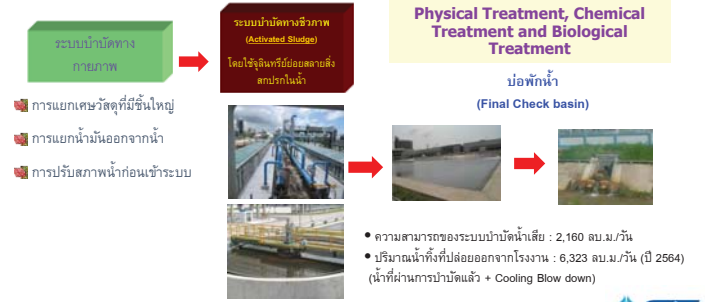 ระบบบำบัดทาง
กายภาพ
การแยกเศษวัสดุที่มีชิ้นใหญ่
การแยกน้ำมันออกจากน้ำ
การปรับสภาพน้ำก่อนเข้าระบบ
ระบบบำบัดทางชีวภาพ
(Activated Sludge)
โดยใช้จุลินทรีย์ย่อยสลายสิ่ง
สกปรกในน้ำ
Physical Treatment, Chemical
Treatment and Biological
Treatment
บ่อพักน้ำ
(Final Check basin)
• ความสามารถของระบบบำบัดน้ำเสีย : 2,160 ลบ.ม./วัน
• ปริมาณน้ำทิ้งที่ปล่อยออกจากโรงงาน : 6,323 ลบ.ม./วัน (ปี 2564)
(น้ำที่ผ่านการบำบัดแล้ว + Cooling Blow down)